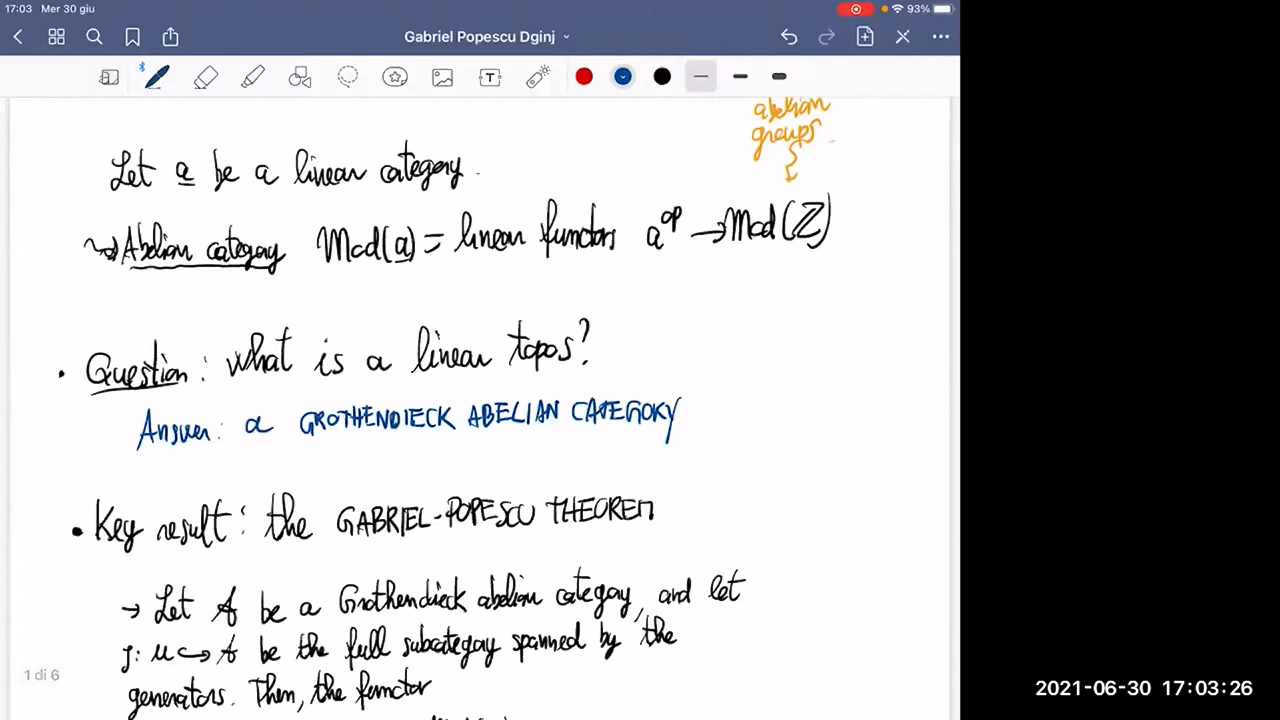 17:03 Mer 30 giu 93%
Gabriel Popescu Dginj
abelian
groups
Let a be a linear category.
⇝ Abelian category Mod(a) = linear functors a^op → Mod(ℤ)
• Question: what is a linear topos?
Answer: a GROTHENDIECK ABELIAN CATEGORY
• Key result: the GABRIEL-POPESCU THEOREM
→ Let A be a Grothendieck abelian category, and let
j: u ↪ A be the full subcategory spanned by the
1 di 6
generators. Then, the functor
2021-06-30 17:03:26